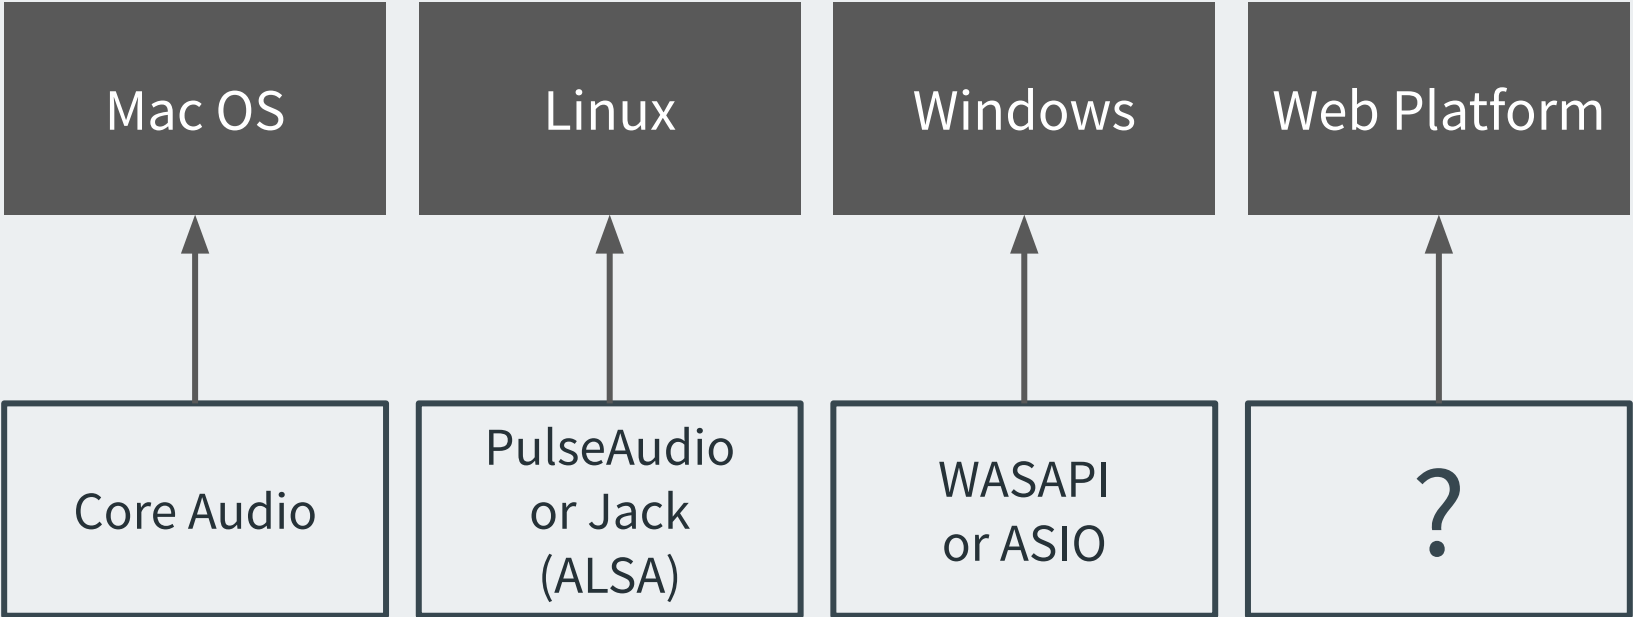 Mac OS
Linux
Windows
Web Platform
Core Audio
PulseAudio
or Jack
(ALSA)
WASAPI
or ASIO
?